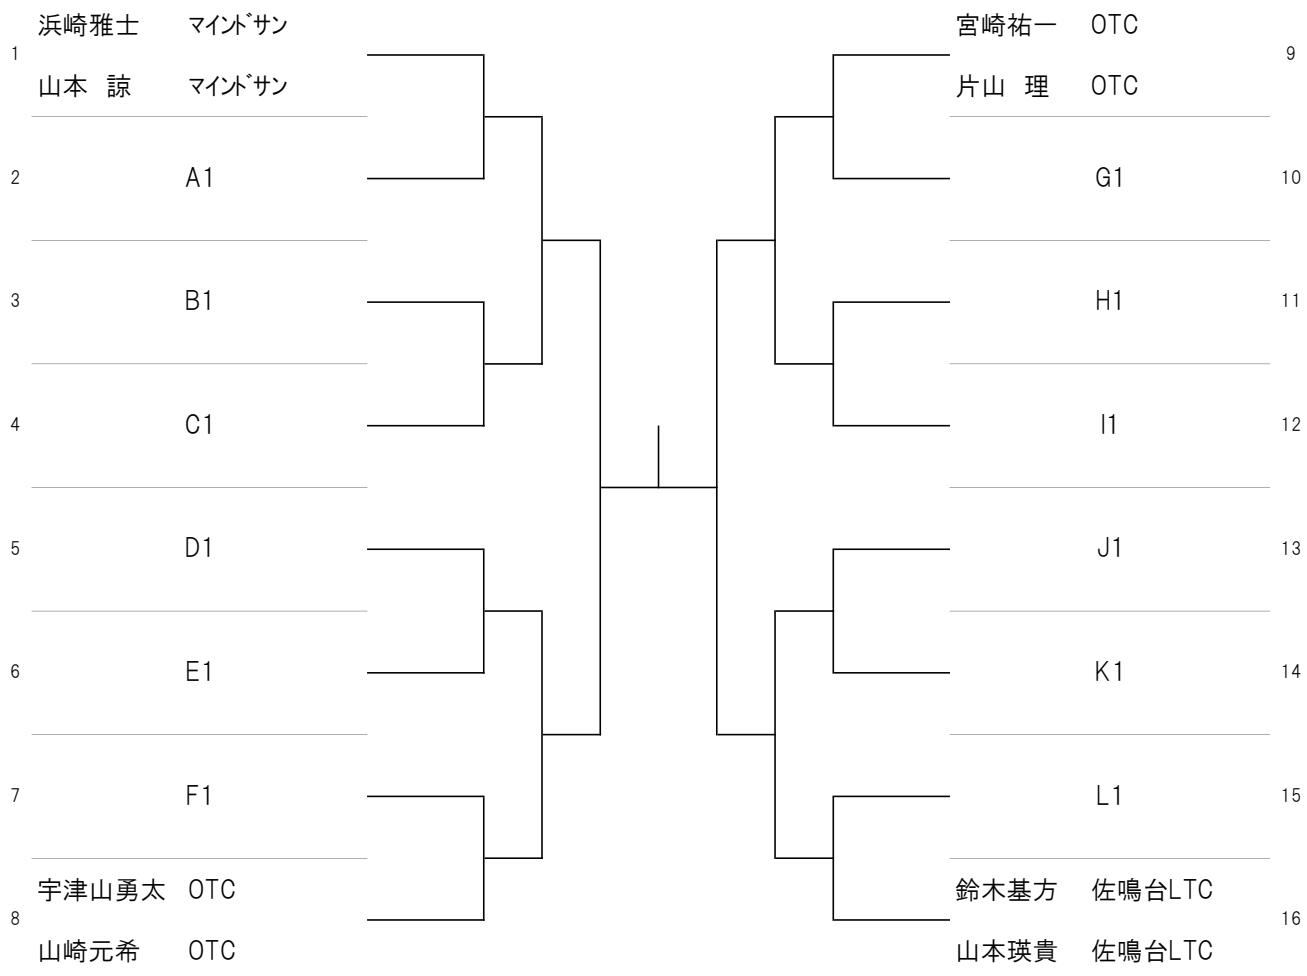 浜崎雅士 マインドサン
1
山本 諒 マインドサン
2 A1
3 B1
4 C1
5 D1
6 E1
7 F1
宇津山勇太 OTC
8
山崎元希 OTC
宮崎祐一 OTC
9
片山 理 OTC
G1 10
H1 11
I1 12
J1 13
K1 14
L1 15
鈴木基方 佐鳴台LTC
16
山本瑛貴 佐鳴台LTC